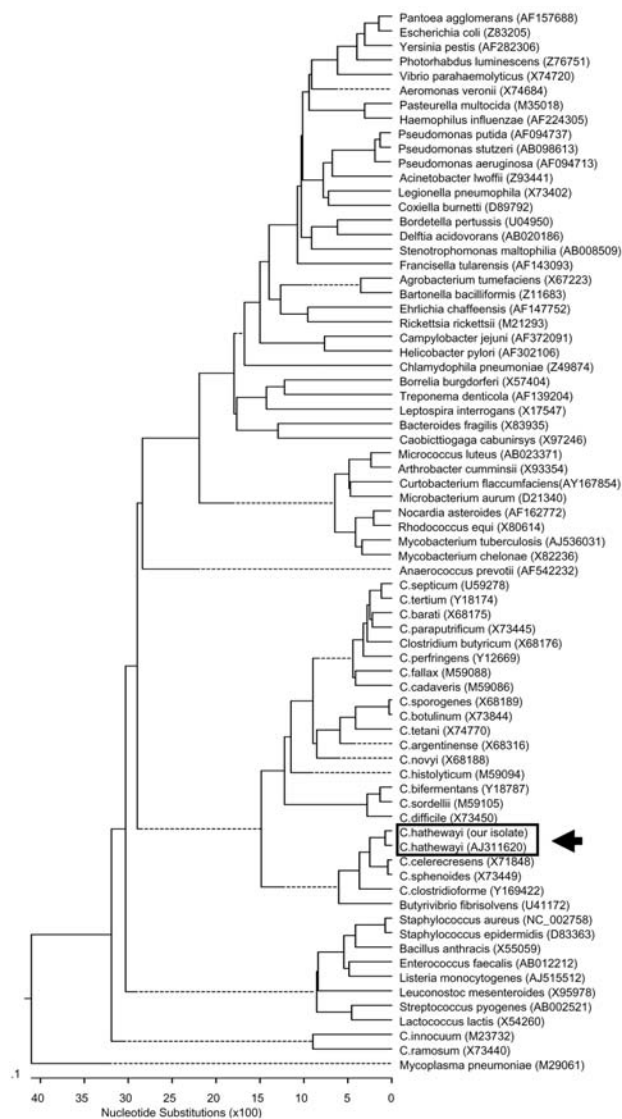 Pantoea agglomerans (AF157688)
Escherichia coli (Z83205)
Yersinia pestis (AF282306)
Photorhabdus luminescens (Z76751)
Vibrio parahaemolyticus (X74720)
Aeromonas veronii (X74684)
Pasteurella multocida (M35018)
Haemophilus influenzae (AF224305)
Pseudomonas putida (AF094737)
Pseudomonas stutzeri (AB098613)
Pseudomonas aeruginosa (AF094713)
Acinetobacter lwoffii (Z93441)
Legionella pneumophila (X73402)
Coxiella burnetti (D89792)
Bordetella pertussis (U04950)
Delftia acidovorans (AB020186)
Stenotrophomonas maltophilia (AB008509)
Francisella tularensis (AF143093)
Agrobacterium tumefaciens (X67223)
Bartonella bacilliformis (Z11683)
Ehrlichia chaffeensis (AF147752)
Rickettsia rickettsii (M21293)
Campylobacter jejuni (AF372091)
Helicobacter pylori (AF302106)
Chlamydophila pneumoniae (Z49874)
Borrelia burgdorferi (X57404)
Treponema denticola (AF139204)
Leptospira interrogans (X17547)
Bacteroides fragilis (X83935)
Caobicttiogaga cabunirsys (X97246)
Micrococcus luteus (AB023371)
Arthrobacter cumminsii (X93354)
Curtobacterium flaccumfaciens(AY167854)
Microbacterium aurum (D21340)
Nocardia asteroides (AF162772)
Rhodococcus equi (X80614)
Mycobacterium tuberculosis (AJ536031)
Mycobacterium chelonae (X82236)
Anaerococcus prevotii (AF542232)
C.septicum (U59278)
C.tertium (Y18174)
C.barati (X68175)
C.paraputrificum (X73445)
Clostridium butyricum (X68176)
C.perfringens (Y12669)
C.fallax (M59088)
C.cadaveris (M59086)
C.sporogenes (X68189)
C.botulinum (X73844)
C.tetani (X74770)
C.argentinense (X68316)
C.novyi (X68188)
C.histolyticum (M59094)
C.bifermentans (Y18787)
C.sordellii (M59105)
C.difficile (X73450)
C.hathewayi (our isolate)
C.hathewayi (AJ311620)
C.celerecresens (X71848)
C.sphenoides (X73449)
C.clostridioforme (Y169422)
Butyrivibrio fibrisolvens (U41172)
Staphylococcus aureus (NC_002758)
Staphylococcus epidermidis (D83363)
Bacillus anthracis (X55059)
Enterococcus faecalis (AB012212)
Listeria monocytogenes (AJ515512)
Leuconostoc mesenteroides (X95978)
Streptococcus pyogenes (AB002521)
Lactococcus lactis (X54260)
C.innocuum (M23732)
C.ramosum (X73440)
Mycoplasma pneumoniae (M29061)
.1
40 35 30 25 20 15 10 5 0
Nucleotide Substitutions (x100)